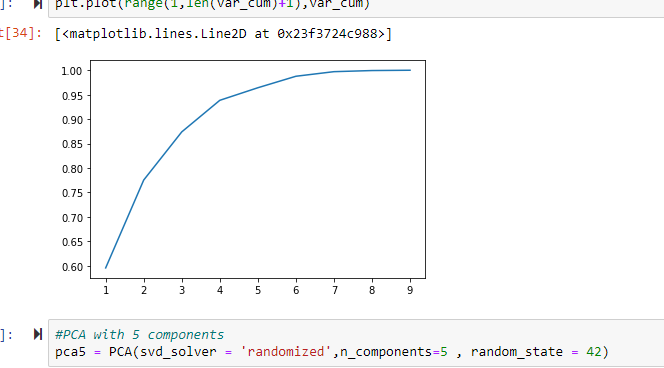 ]: plt.plot(range(1,len(var_cum)+1),var_cum)
t[34]: [<matplotlib.lines.Line2D at 0x23f3724c988>]
1.00
0.95
0.90
0.85
0.80
0.75
0.70
0.65
0.60
1 2 3 4 5 6 7 8 9
]: #PCA with 5 components
pca5 = PCA(svd_solver = 'randomized',n_components=5 , random_state = 42)